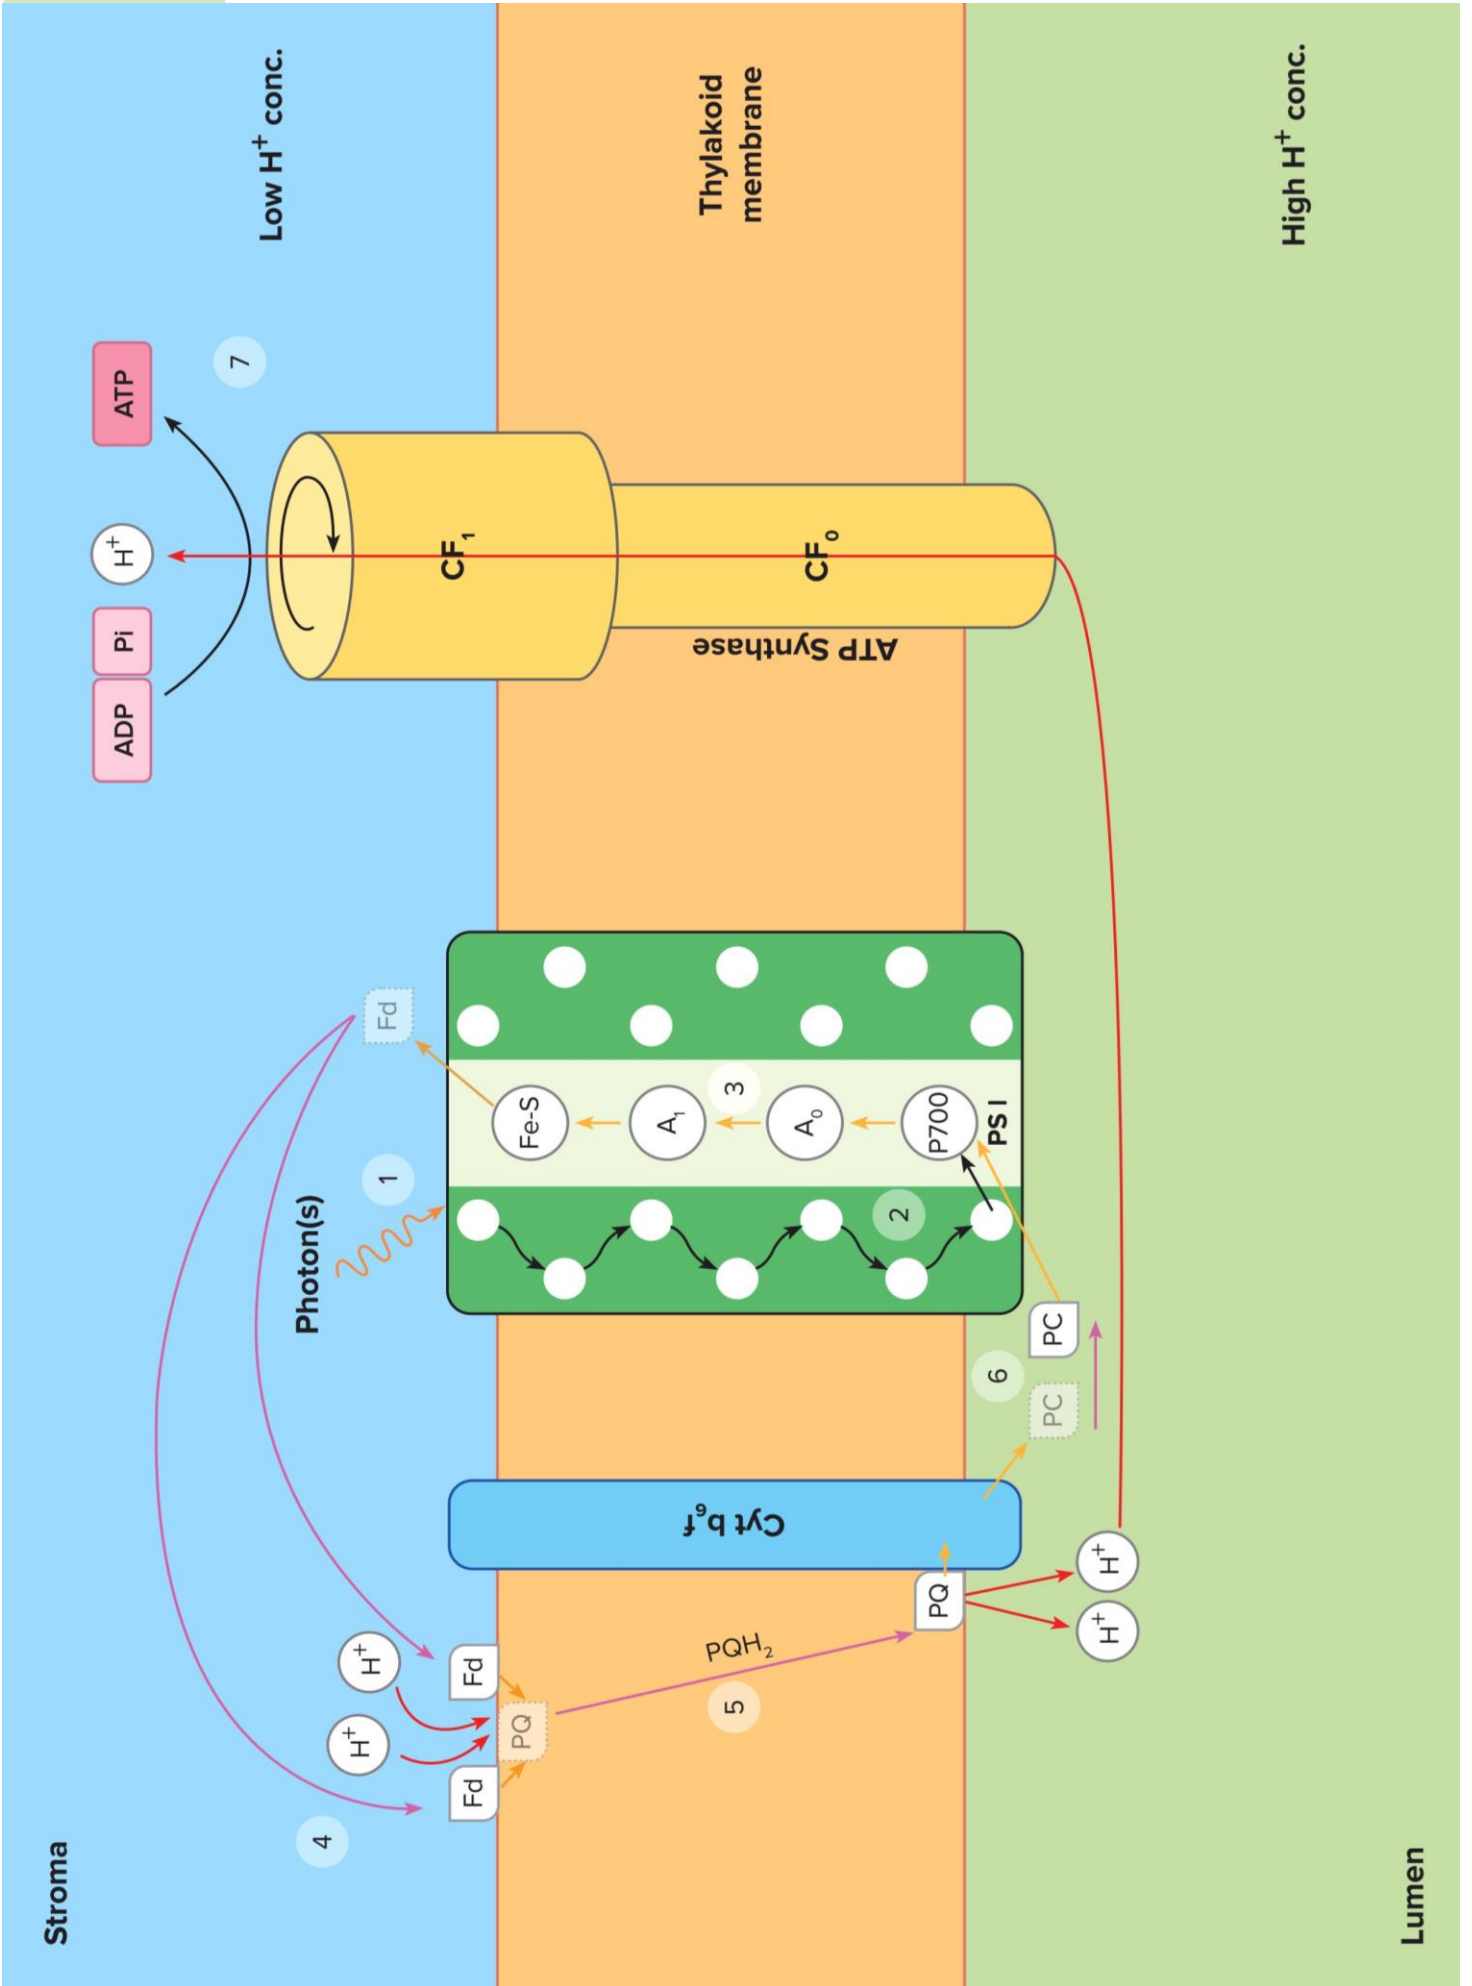 Stroma
Low H⁺ conc.
4
H⁺
H⁺
Fd
Fd
PQ
Photon(s)
1
Fd
ADP
Pi
H⁺
ATP
7
5
PQH₂
PQ
Cyt b₆f
Fe-S
A₁
3
A₀
2
P700
PS I
CF₁
CF₀
ATP Synthase
Thylakoid
membrane
H⁺
H⁺
6
PC
PC
Lumen
High H⁺ conc.